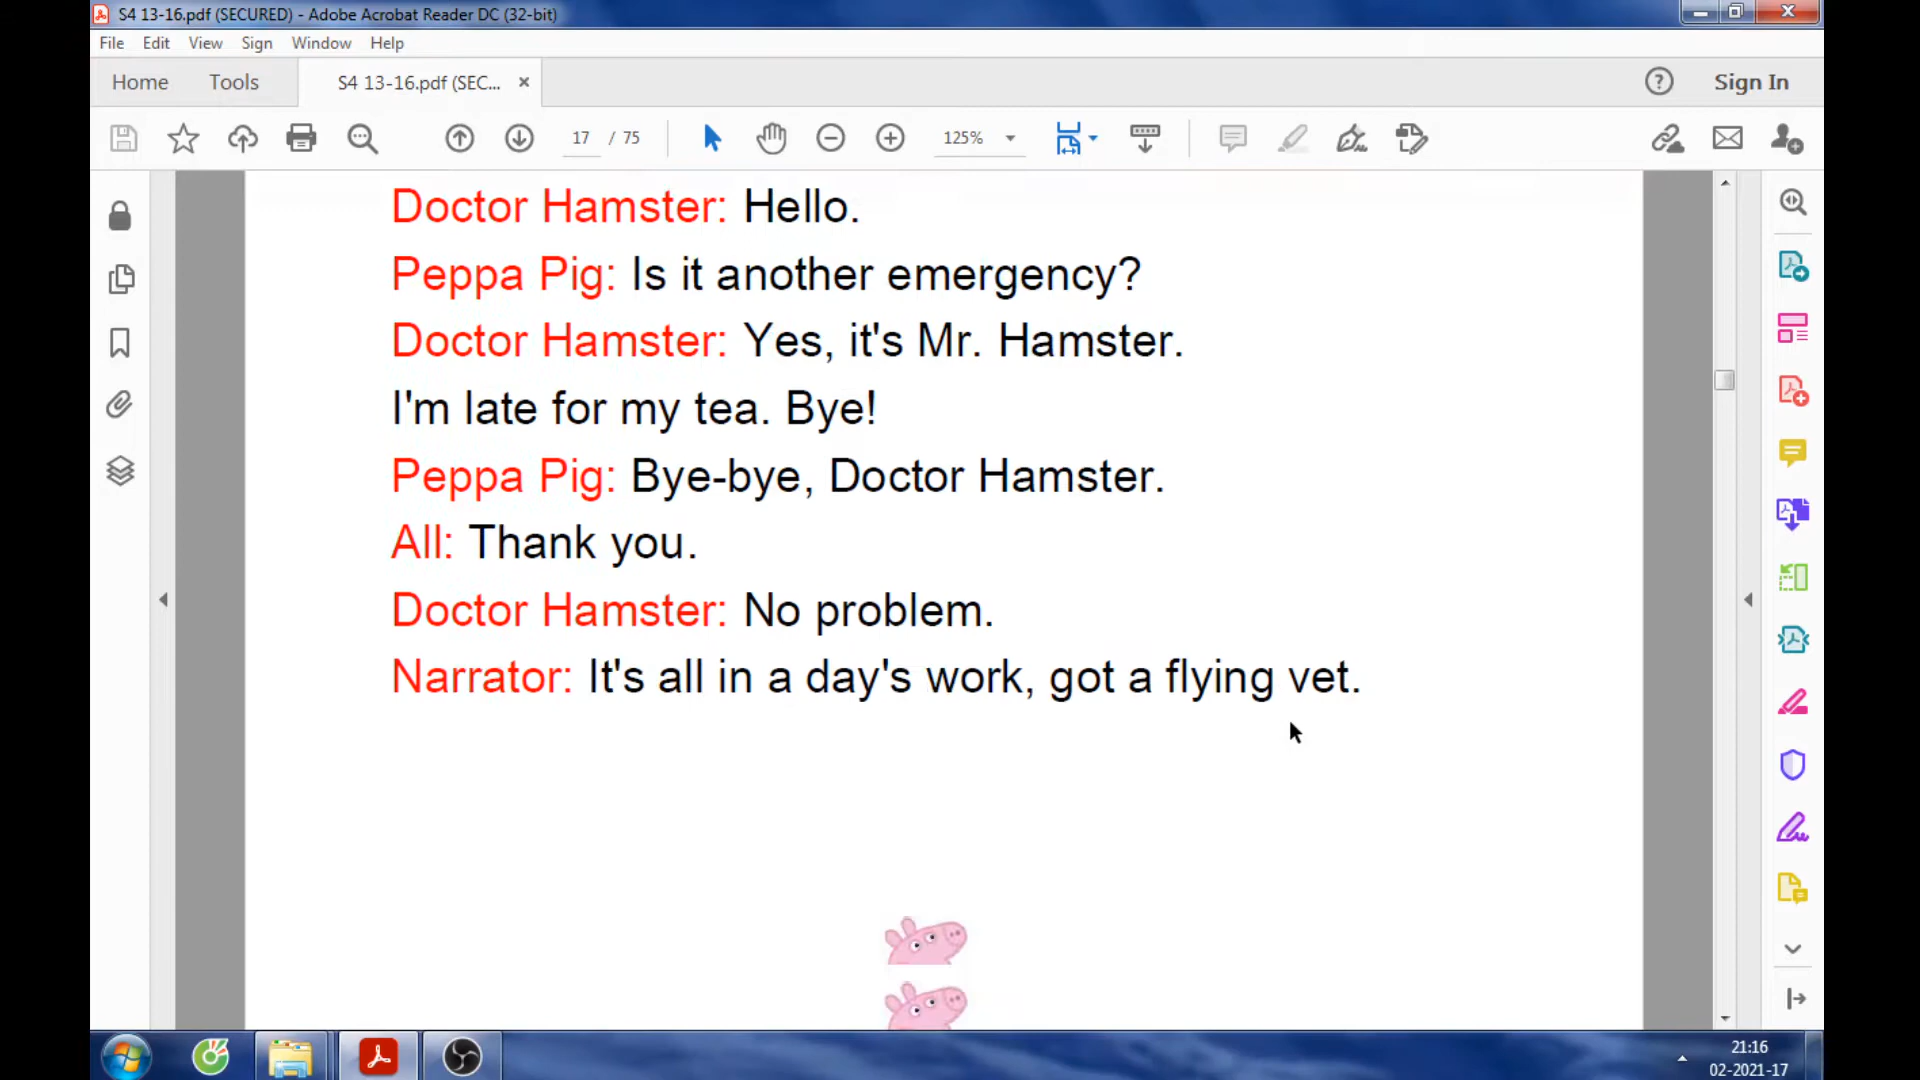 S4 13-16.pdf (SECURED) - Adobe Acrobat Reader DC (32-bit)
File Edit View Sign Window Help
Home Tools S4 13-16.pdf (SEC... × Sign In
17 / 75 125%
Doctor Hamster: Hello.
Peppa Pig: Is it another emergency?
Doctor Hamster: Yes, it's Mr. Hamster.
I'm late for my tea. Bye!
Peppa Pig: Bye-bye, Doctor Hamster.
All: Thank you.
Doctor Hamster: No problem.
Narrator: It's all in a day's work, got a flying vet.
21:16
02-2021-17